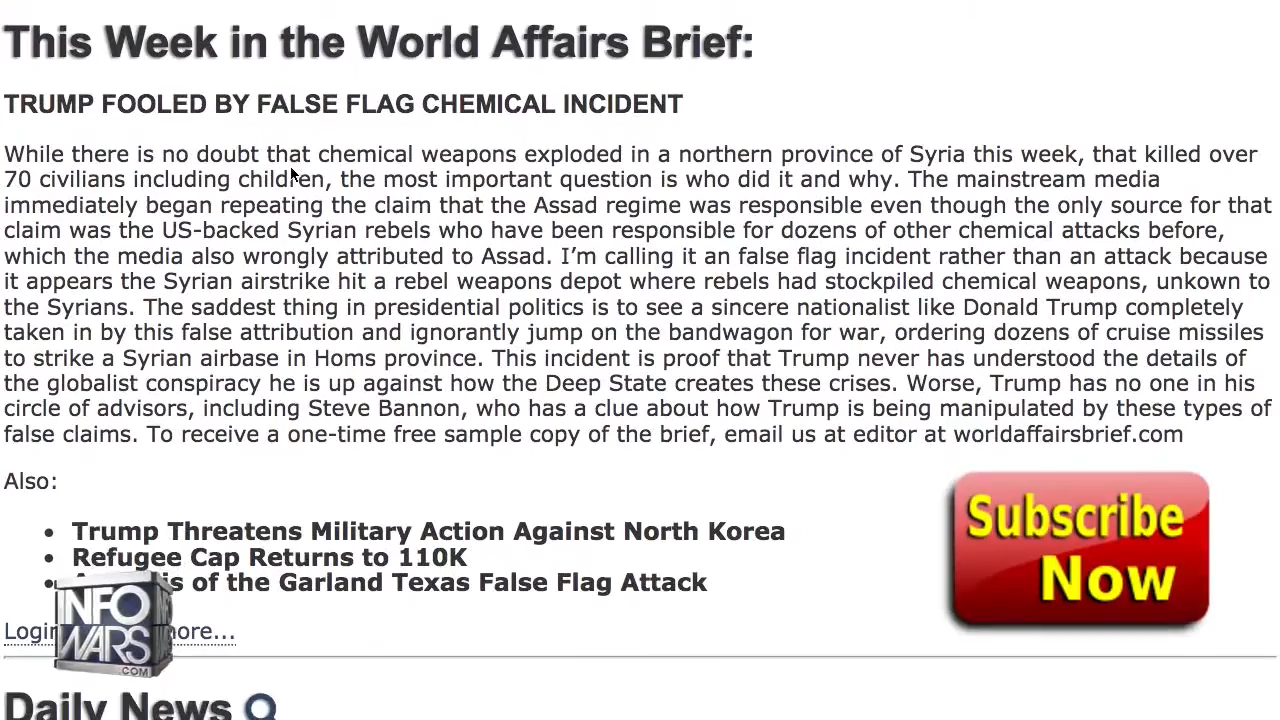 This Week in the World Affairs Brief:
TRUMP FOOLED BY FALSE FLAG CHEMICAL INCIDENT
While there is no doubt that chemical weapons exploded in a northern province of Syria this week, that killed over
70 civilians including children, the most important question is who did it and why. The mainstream media
immediately began repeating the claim that the Assad regime was responsible even though the only source for that
claim was the US-backed Syrian rebels who have been responsible for dozens of other chemical attacks before,
which the media also wrongly attributed to Assad. I’m calling it an false flag incident rather than an attack because
it appears the Syrian airstrike hit a rebel weapons depot where rebels had stockpiled chemical weapons, unkown to
the Syrians. The saddest thing in presidential politics is to see a sincere nationalist like Donald Trump completely
taken in by this false attribution and ignorantly jump on the bandwagon for war, ordering dozens of cruise missiles
to strike a Syrian airbase in Homs province. This incident is proof that Trump never has understood the details of
the globalist conspiracy he is up against how the Deep State creates these crises. Worse, Trump has no one in his
circle of advisors, including Steve Bannon, who has a clue about how Trump is being manipulated by these types of
false claims. To receive a one-time free sample copy of the brief, email us at editor at worldaffairsbrief.com
Also:
• Trump Threatens Military Action Against North Korea
• Refugee Cap Returns to 110K
• of the Garland Texas False Flag Attack
Subscribe
Now
Login more...
INFO
WARS
.COM
Daily News